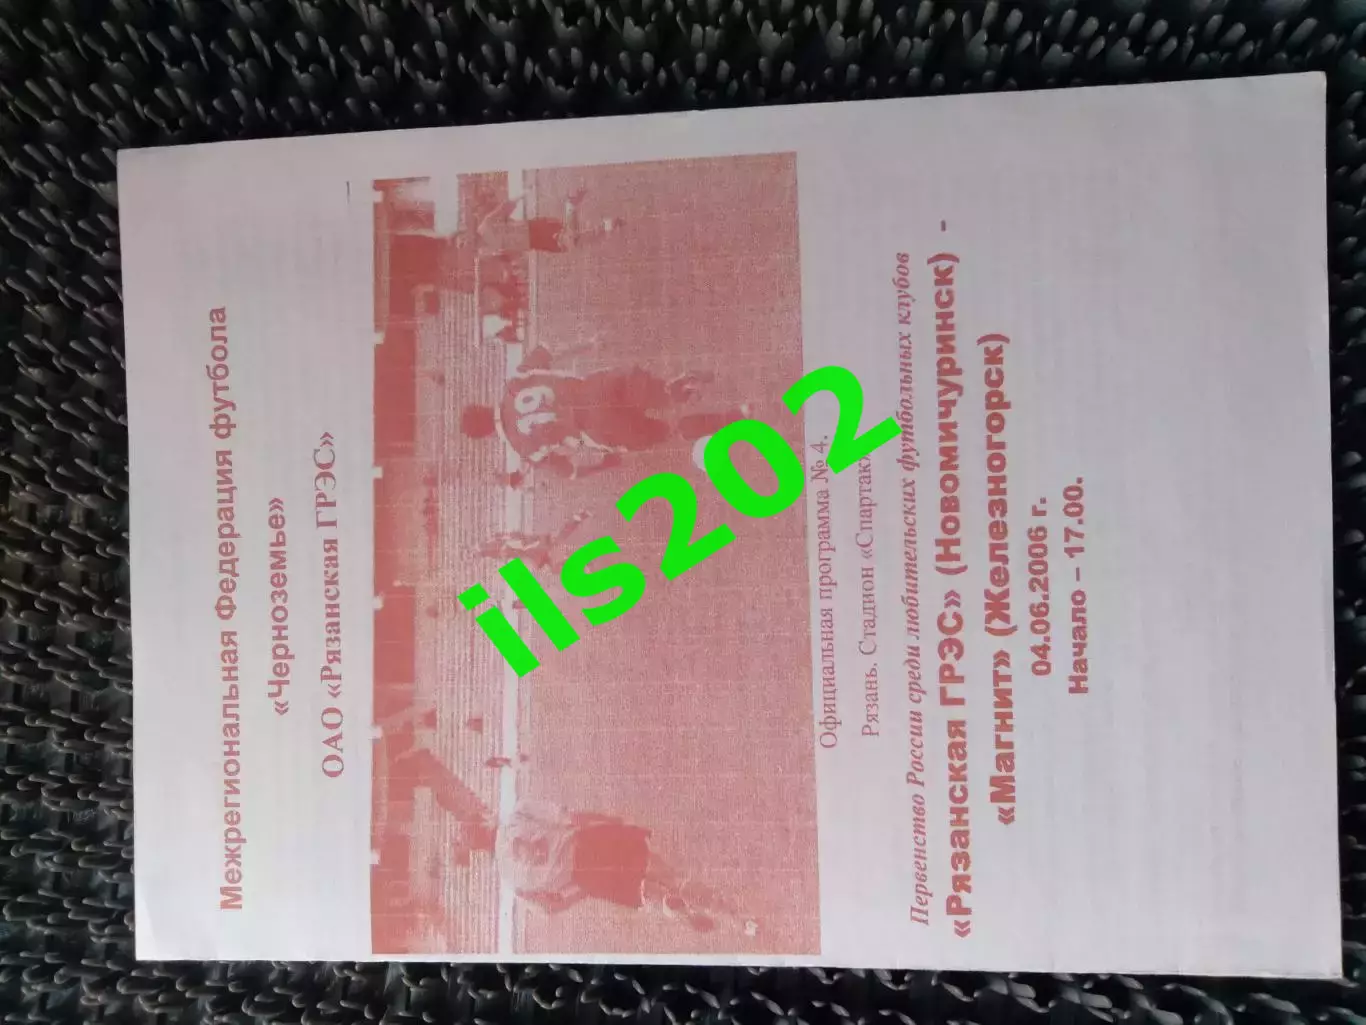 Межрегиональная Федерация футбола
«Черноземье»
ОАО «Рязанская ГРЭС»
19
ils202
Официальная программа № 4.
Рязань. Стадион «Спартак»
Первенство России среди любительских футбольных клубов
«Рязанская ГРЭС» (Новомичуринск) -
«Магнит» (Железногорск)
04.06.2006 г.
Начало – 17.00.